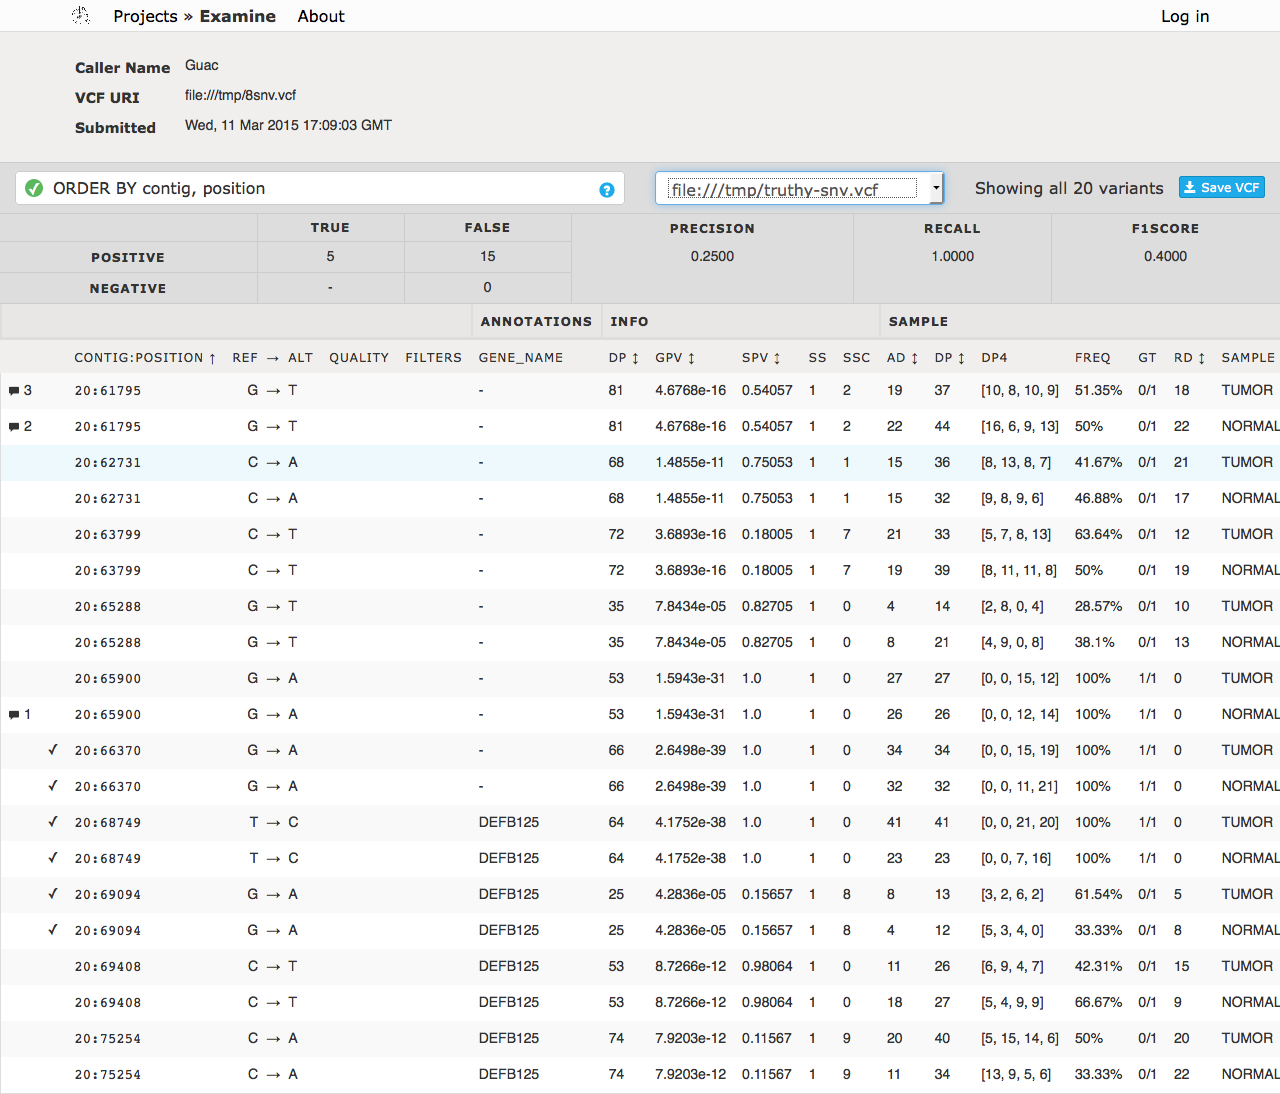 Projects » Examine About Log in
Caller Name Guac
VCF URI file:///tmp/8snv.vcf
Submitted Wed, 11 Mar 2015 17:09:03 GMT
ORDER BY contig, position ? file:///tmp/truthy-snv.vcf Showing all 20 variants Save VCF
TRUE FALSE PRECISION RECALL F1SCORE
POSITIVE 5 15 0.2500 1.0000 0.4000
NEGATIVE - 0
ANNOTATIONS INFO SAMPLE
CONTIG:POSITION ↑ REF → ALT QUALITY FILTERS GENE_NAME DP ↕ GPV ↕ SPV ↕ SS SSC AD ↕ DP ↕ DP4 FREQ GT RD ↕ SAMPLE
3 20:61795 G → T - 81 4.6768e-16 0.54057 1 2 19 37 [10, 8, 10, 9] 51.35% 0/1 18 TUMOR
2 20:61795 G → T - 81 4.6768e-16 0.54057 1 2 22 44 [16, 6, 9, 13] 50% 0/1 22 NORMAL
20:62731 C → A - 68 1.4855e-11 0.75053 1 1 15 36 [8, 13, 8, 7] 41.67% 0/1 21 TUMOR
20:62731 C → A - 68 1.4855e-11 0.75053 1 1 15 32 [9, 8, 9, 6] 46.88% 0/1 17 NORMAL
20:63799 C → T - 72 3.6893e-16 0.18005 1 7 21 33 [5, 7, 8, 13] 63.64% 0/1 12 TUMOR
20:63799 C → T - 72 3.6893e-16 0.18005 1 7 19 39 [8, 11, 11, 8] 50% 0/1 19 NORMAL
20:65288 G → T - 35 7.8434e-05 0.82705 1 0 4 14 [2, 8, 0, 4] 28.57% 0/1 10 TUMOR
20:65288 G → T - 35 7.8434e-05 0.82705 1 0 8 21 [4, 9, 0, 8] 38.1% 0/1 13 NORMAL
20:65900 G → A - 53 1.5943e-31 1.0 1 0 27 27 [0, 0, 15, 12] 100% 1/1 0 TUMOR
1 20:65900 G → A - 53 1.5943e-31 1.0 1 0 26 26 [0, 0, 12, 14] 100% 1/1 0 NORMAL
✓ 20:66370 G → A - 66 2.6498e-39 1.0 1 0 34 34 [0, 0, 15, 19] 100% 1/1 0 TUMOR
✓ 20:66370 G → A - 66 2.6498e-39 1.0 1 0 32 32 [0, 0, 11, 21] 100% 1/1 0 NORMAL
✓ 20:68749 T → C DEFB125 64 4.1752e-38 1.0 1 0 41 41 [0, 0, 21, 20] 100% 1/1 0 TUMOR
✓ 20:68749 T → C DEFB125 64 4.1752e-38 1.0 1 0 23 23 [0, 0, 7, 16] 100% 1/1 0 NORMAL
✓ 20:69094 G → A DEFB125 25 4.2836e-05 0.15657 1 8 8 13 [3, 2, 6, 2] 61.54% 0/1 5 TUMOR
✓ 20:69094 G → A DEFB125 25 4.2836e-05 0.15657 1 8 4 12 [5, 3, 4, 0] 33.33% 0/1 8 NORMAL
20:69408 C → T DEFB125 53 8.7266e-12 0.98064 1 0 11 26 [6, 9, 4, 7] 42.31% 0/1 15 TUMOR
20:69408 C → T DEFB125 53 8.7266e-12 0.98064 1 0 18 27 [5, 4, 9, 9] 66.67% 0/1 9 NORMAL
20:75254 C → A DEFB125 74 7.9203e-12 0.11567 1 9 20 40 [5, 15, 14, 6] 50% 0/1 20 TUMOR
20:75254 C → A DEFB125 74 7.9203e-12 0.11567 1 9 11 34 [13, 9, 5, 6] 33.33% 0/1 22 NORMAL